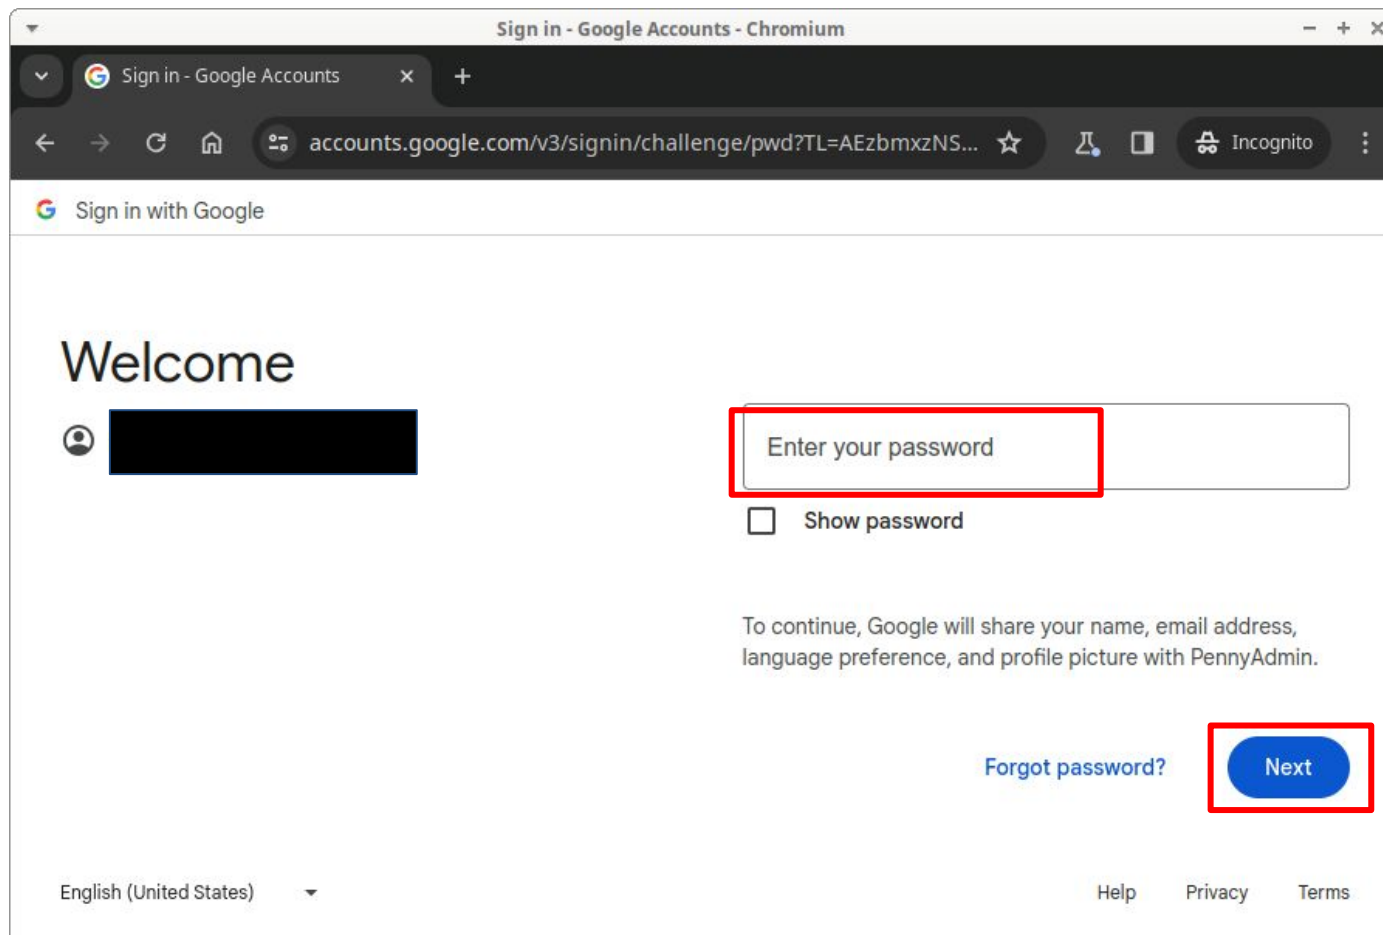 Sign in - Google Accounts - Chromium
Sign in - Google Accounts
accounts.google.com/v3/signin/challenge/pwd?TL=AEzbmxzNS...
Incognito
Sign in with Google
Welcome
Enter your password
Show password
To continue, Google will share your name, email address,
language preference, and profile picture with PennyAdmin.
Forgot password?
Next
English (United States)
Help Privacy Terms